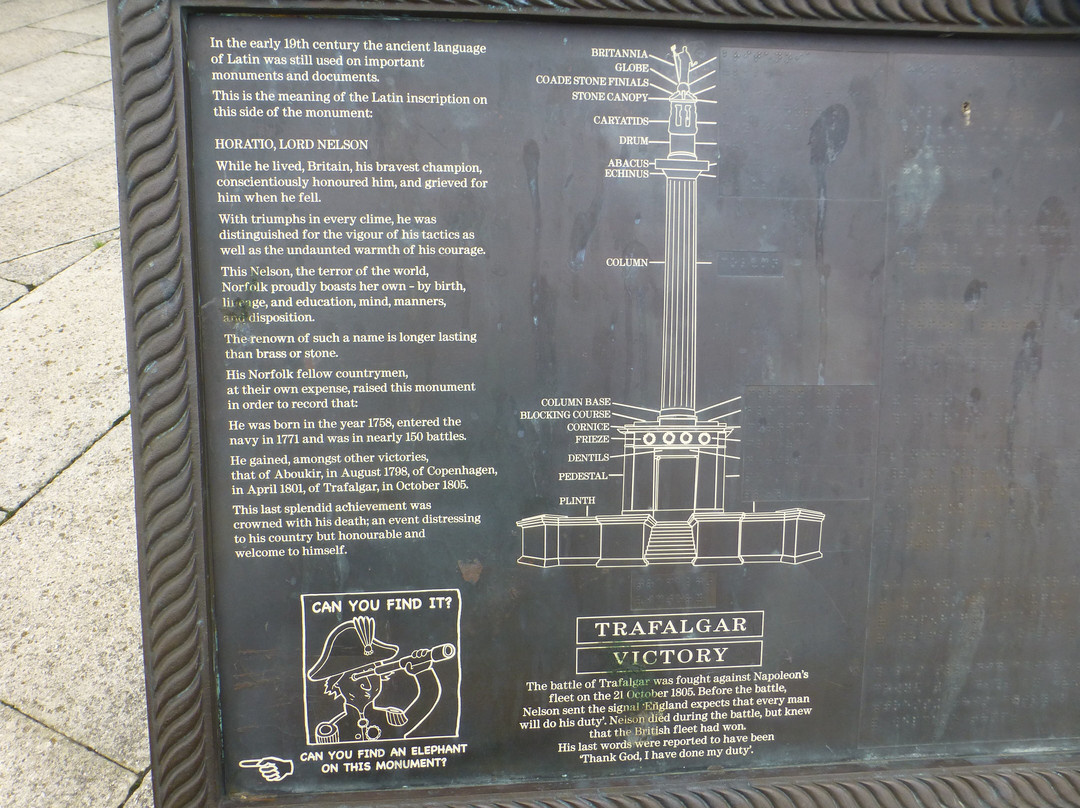 In the early 19th century the ancient language
of Latin was still used on important
monuments and documents.
This is the meaning of the Latin inscription on
this side of the monument:
HORATIO, LORD NELSON
While he lived, Britain, his bravest champion,
conscientiously honoured him, and grieved for
him when he fell.
With triumphs in every clime, he was
distinguished for the vigour of his tactics as
well as the undaunted warmth of his courage.
This Nelson, the terror of the world,
Norfolk proudly boasts her own - by birth,
lineage, and education, mind, manners,
and disposition.
The renown of such a name is longer lasting
than brass or stone.
His Norfolk fellow countrymen,
at their own expense, raised this monument
in order to record that:
He was born in the year 1758, entered the
navy in 1771 and was in nearly 150 battles.
He gained, amongst other victories,
that of Aboukir, in August 1798, of Copenhagen,
in April 1801, of Trafalgar, in October 1805.
This last splendid achievement was
crowned with his death; an event distressing
to his country but honourable and
welcome to himself.
CAN YOU FIND IT?
CAN YOU FIND AN ELEPHANT
ON THIS MONUMENT?
BRITANNIA
GLOBE
COADE STONE FINIALS
STONE CANOPY
CARYATIDS
DRUM
ABACUS
ECHINUS
COLUMN
COLUMN BASE
BLOCKING COURSE
CORNICE
FRIEZE
DENTILS
PEDESTAL
PLINTH
TRAFALGAR
VICTORY
The battle of Trafalgar was fought against Napoleon's
fleet on the 21 October 1805. Before the battle,
Nelson sent the signal 'England expects that every man
will do his duty'. Nelson died during the battle, but knew
that the British fleet had won.
His last words were reported to have been
'Thank God, I have done my duty'.